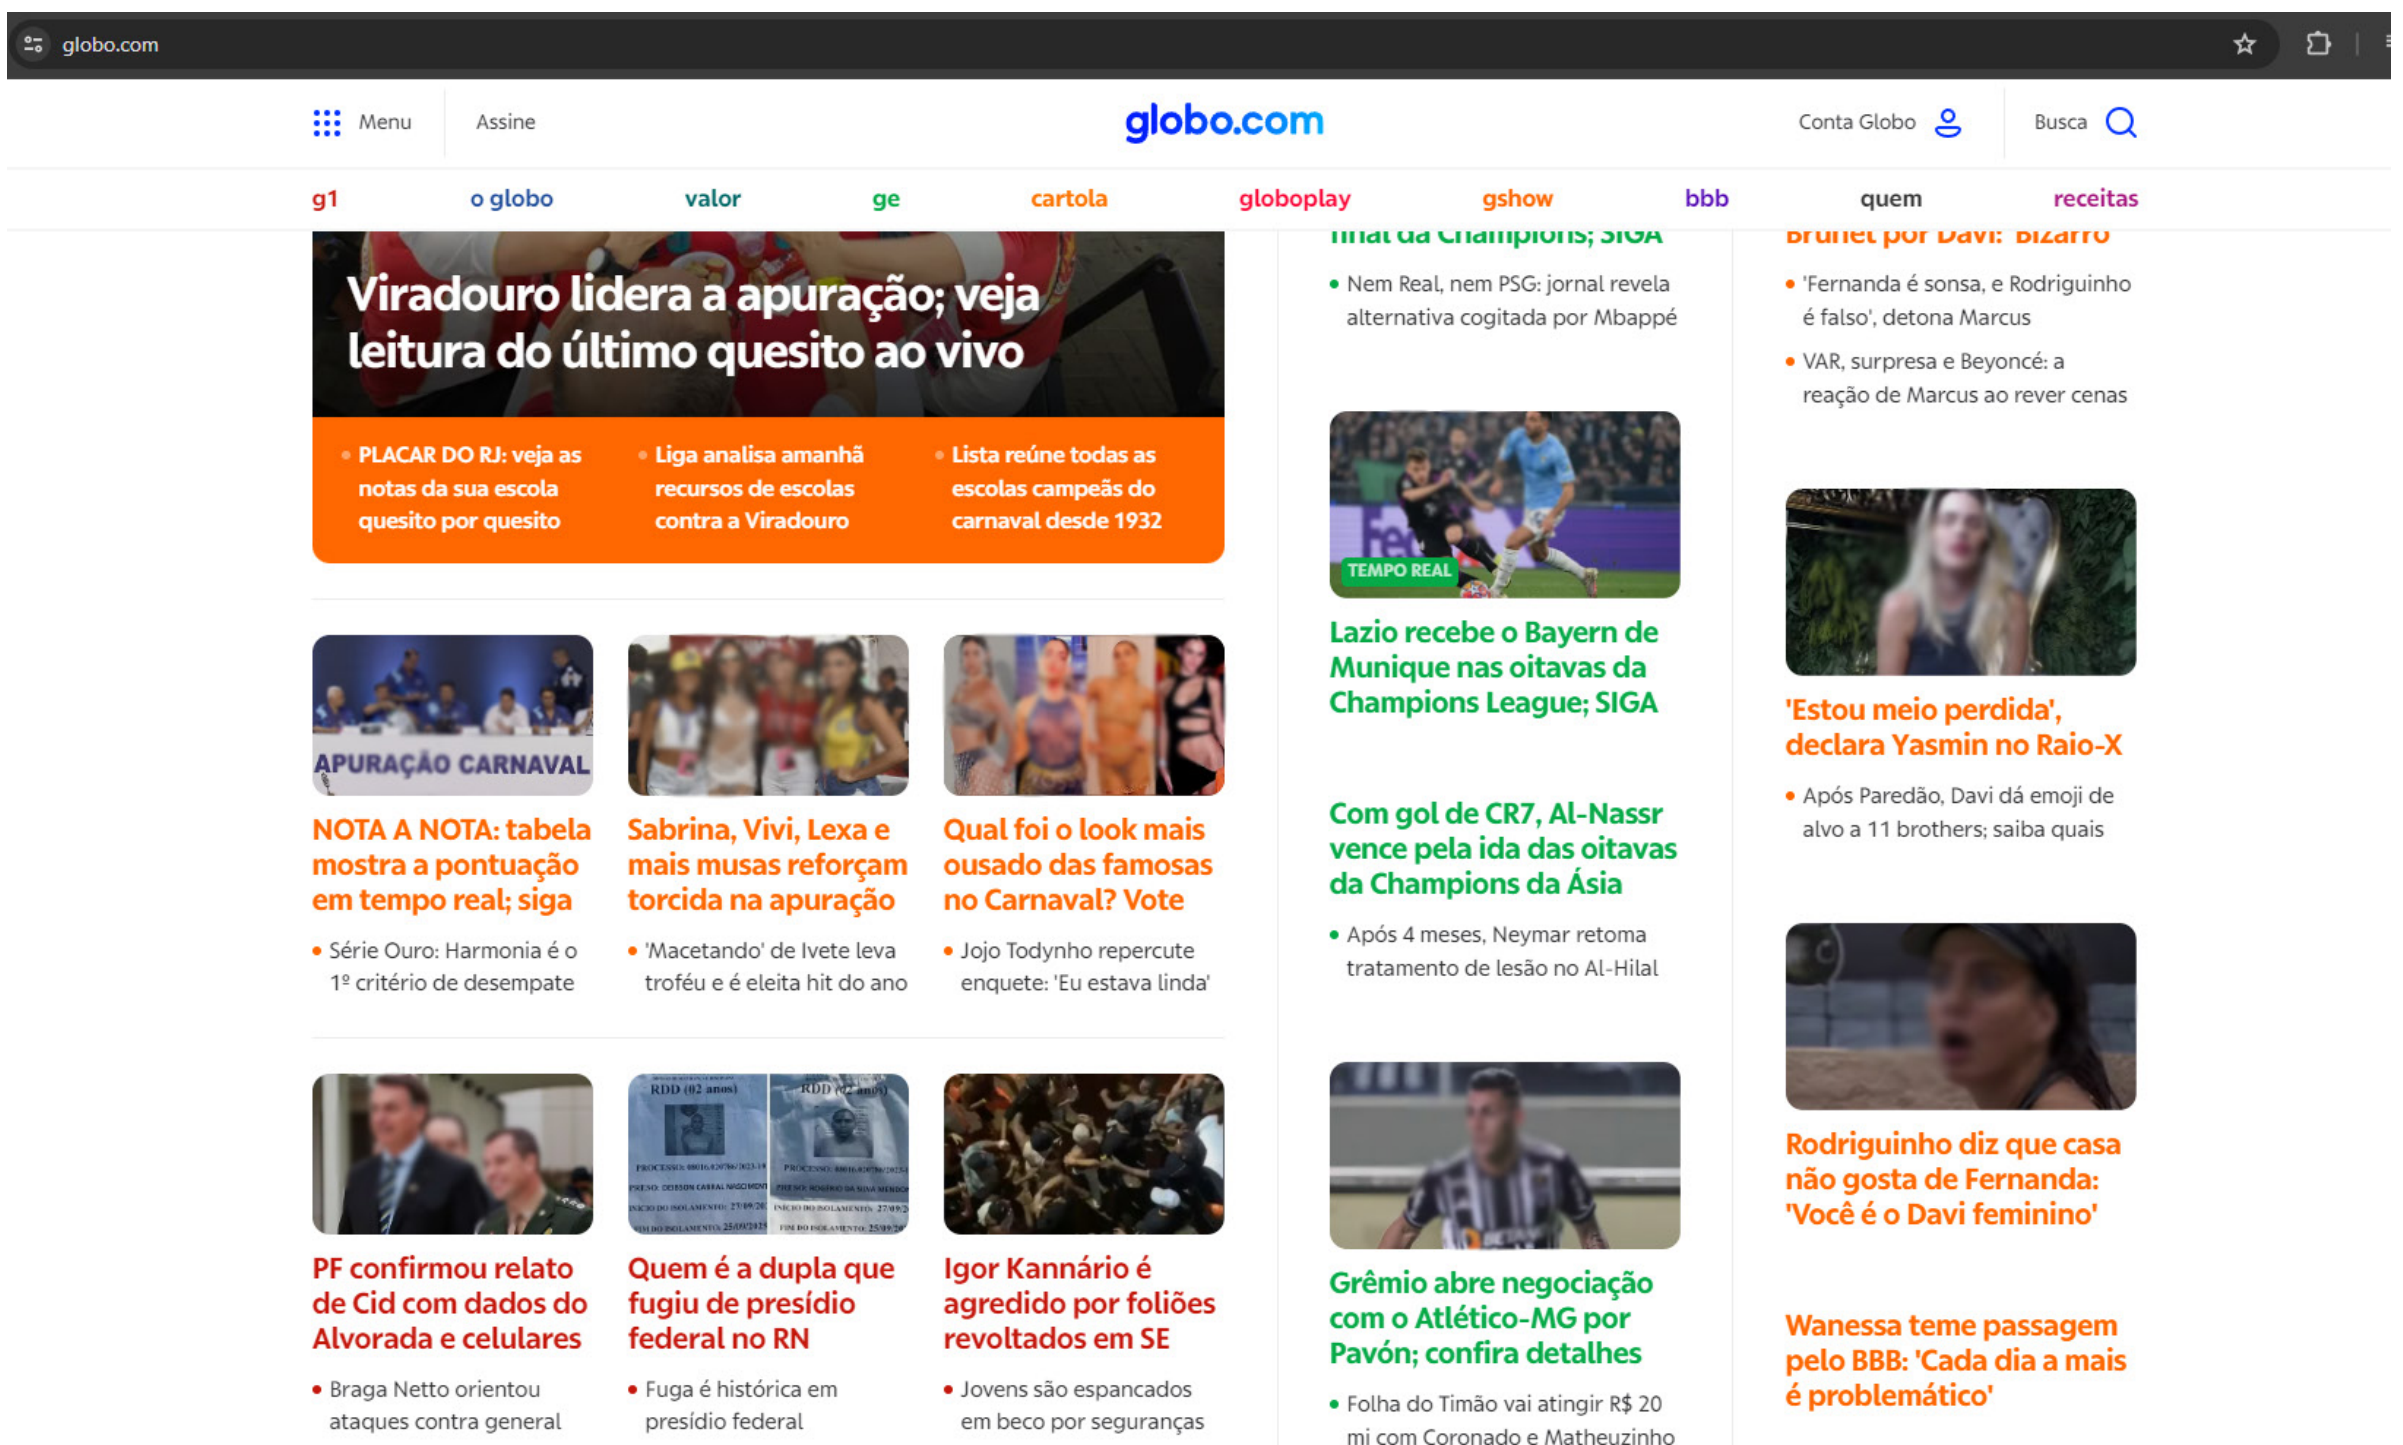 globo.com
Menu
Assine
globo.com
Conta Globo
Busca
g1
o globo
valor
ge
cartola
globoplay
gshow
bbb
quem
receitas
Viradouro lidera a apuração; veja
leitura do último quesito ao vivo
PLACAR DO RJ: veja as
notas da sua escola
quesito por quesito
Liga analisa amanhã
recursos de escolas
contra a Viradouro
Lista reúne todas as
escolas campeãs do
carnaval desde 1932
APURAÇÃO CARNAVAL
NOTA A NOTA: tabela
mostra a pontuação
em tempo real; siga
Série Ouro: Harmonia é o
1º critério de desempate
Sabrina, Vivi, Lexa e
mais musas reforçam
torcida na apuração
'Macetando' de Ivete leva
troféu e é eleita hit do ano
Qual foi o look mais
ousado das famosas
no Carnaval? Vote
Jojo Todynho repercute
enquete: 'Eu estava linda'
PF confirmou relato
de Cid com dados do
Alvorada e celulares
Braga Netto orientou
ataques contra general
RDD (02 anos)
RDD (02 anos)
Quem é a dupla que
fugiu de presídio
federal no RN
Fuga é histórica em
presídio federal
Igor Kannário é
agredido por foliões
revoltados em SE
Jovens são espancados
em beco por seguranças
final da Champions; SIGA
Nem Real, nem PSG: jornal revela
alternativa cogitada por Mbappé
TEMPO REAL
Lazio recebe o Bayern de
Munique nas oitavas da
Champions League; SIGA
Com gol de CR7, Al-Nassr
vence pela ida das oitavas
da Champions da Ásia
Após 4 meses, Neymar retoma
tratamento de lesão no Al-Hilal
Grêmio abre negociação
com o Atlético-MG por
Pavón; confira detalhes
Folha do Timão vai atingir R$ 20
mi com Coronado e Matheuzinho
Brunet por Davi: 'Bizarro'
'Fernanda é sonsa, e Rodriguinho
é falso', detona Marcus
VAR, surpresa e Beyoncé: a
reação de Marcus ao rever cenas
'Estou meio perdida',
declara Yasmin no Raio-X
Após Paredão, Davi dá emoji de
alvo a 11 brothers; saiba quais
Rodriguinho diz que casa
não gosta de Fernanda:
'Você é o Davi feminino'
Wanessa teme passagem
pelo BBB: 'Cada dia a mais
é problemático'